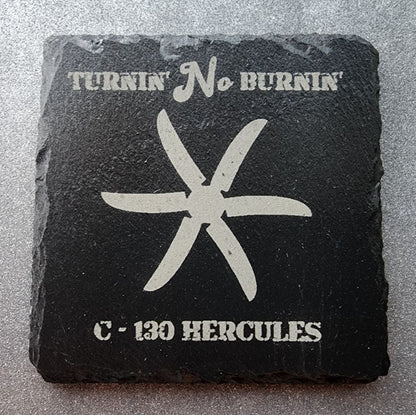 TURNIN' No BURNIN'
C - 130 HERCULES